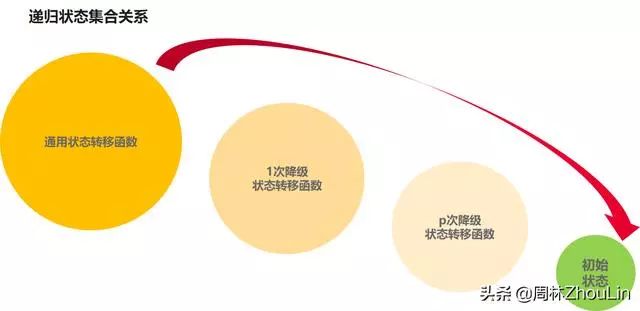 递归状态集合关系
通用状态转移函数
1次降级
状态转移函数
p次降级
状态转移函数
初始
状态
头条 @周林ZhouLin